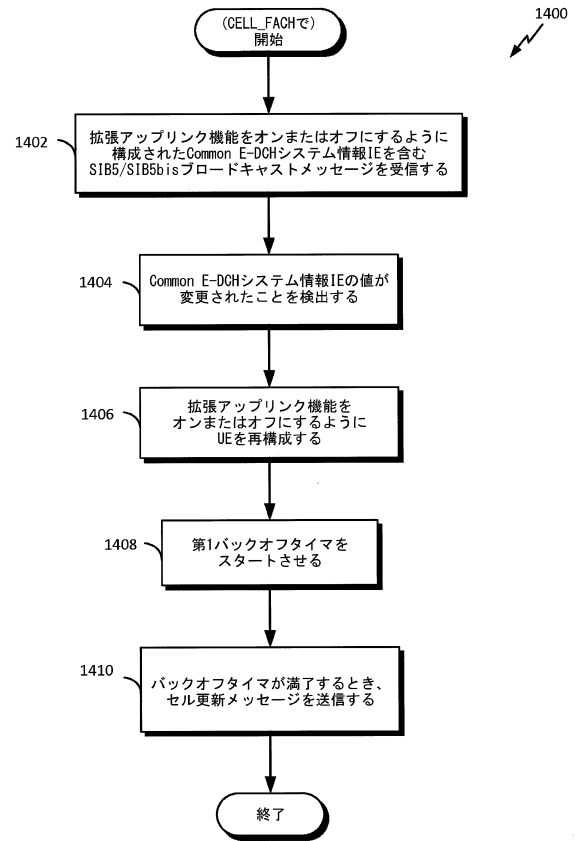 (CELL_FACHで)
開始
1400
1402
拡張アップリンク機能をオンまたはオフにするように
構成されたCommon E-DCHシステム情報IEを含む
SIB5/SIB5bisブロードキャストメッセージを受信する
1404
Common E-DCHシステム情報IEの値が
変更されたことを検出する
1406
拡張アップリンク機能を
オンまたはオフにするように
UEを再構成する
1408
第1バックオフタイマを
スタートさせる
1410
バックオフタイマが満了するとき、
セル更新メッセージを送信する
終了